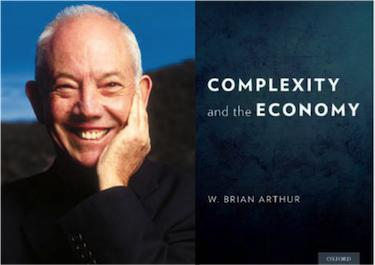 COMPLEXITY
and the ECONOMY
W. BRIAN ARTHUR
OXFORD